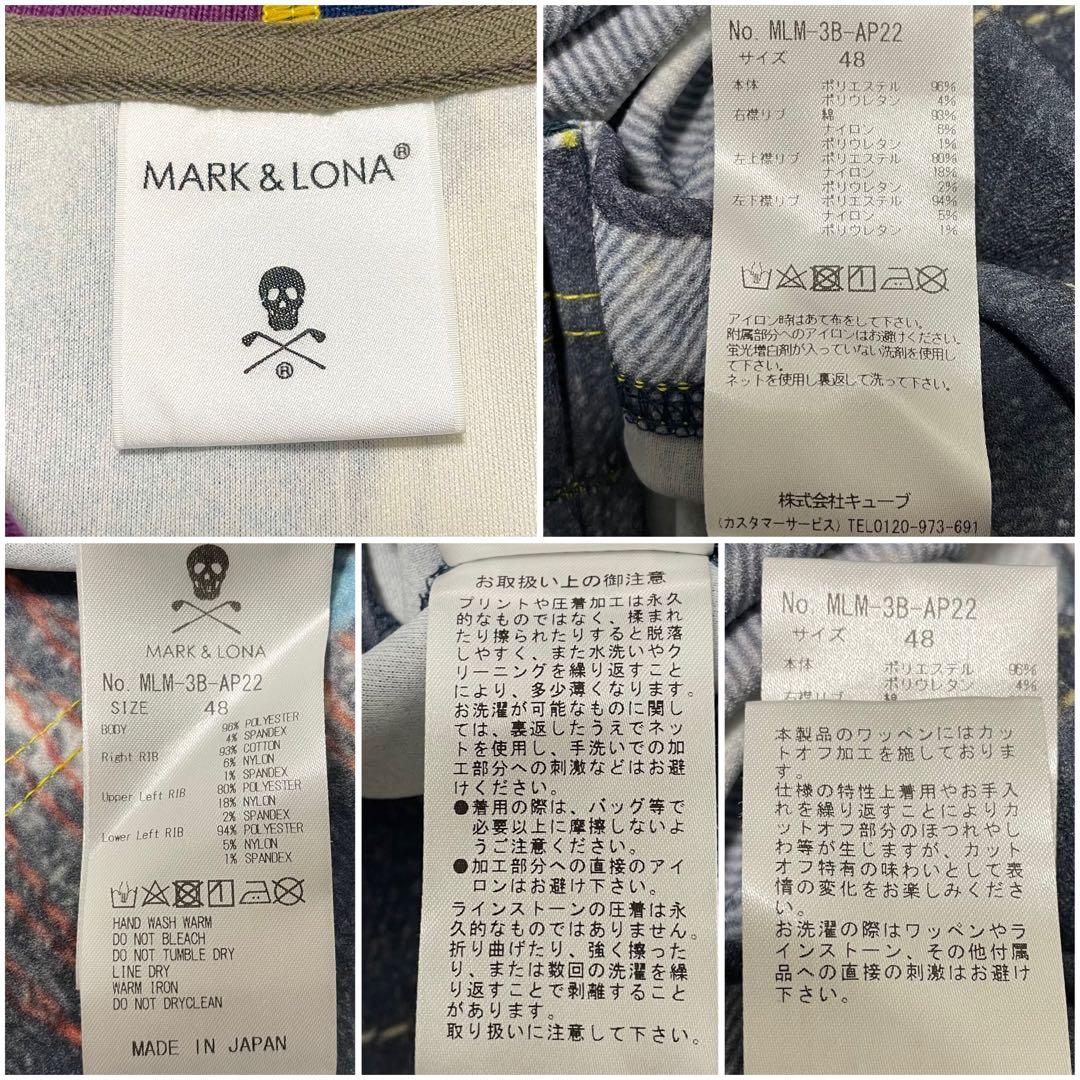 MARK & LONA®
®
No. MLM-3B-AP22
サイズ 48
本体 ポリエステル 96%
ポリウレタン 4%
右襟リブ 綿 93%
ナイロン 6%
ポリウレタン 1%
左上襟リブ ポリエステル 80%
ナイロン 18%
ポリウレタン 2%
左下襟リブ ポリエステル 94%
ナイロン 5%
ポリウレタン 1%
アイロン時はあて布をして下さい。
附属部分へのアイロンはお避けください。
蛍光増白剤が入っていない洗剤を使用し
て下さい。
ネットを使用し裏返して洗って下さい。
株式会社キューブ
(カスタマーサービス) TEL0120-973-691
MARK & LONA
No. MLM-3B-AP22
SIZE 48
BODY 96% POLYESTER
4% SPANDEX
Right RIB 93% COTTON
6% NYLON
1% SPANDEX
Upper Left RIB 80% POLYESTER
18% NYLON
2% SPANDEX
Lower Left RIB 94% POLYESTER
5% NYLON
1% SPANDEX
HAND WASH WARM
DO NOT BLEACH
DO NOT TUMBLE DRY
LINE DRY
WARM IRON
DO NOT DRYCLEAN
MADE IN JAPAN
お取扱い上の御注意
プリントや圧着加工は永久
的なものではなく、揉まれ
たり擦られたりすると脱落
しやすく、また水洗いやク
リーニングを繰り返すこと
により、多少薄くなります。
お洗濯が可能なものに関し
ては、裏返したうえでネッ
トを使用し、手洗いでの加
工部分への刺激などはお避
けください。
●着用の際は、バッグ等で
必要以上に摩擦しないよ
うご注意ください。
●加工部分への直接のアイ
ロンはお避け下さい。
ラインストーンの圧着は永
久的なものではありません。
折り曲げたり、強く擦った
り、または数回の洗濯を繰
り返すことで剥離すること
があります。
取り扱いに注意して下さい。
No. MLM-3B-AP22
サイズ 48
本体 ポリエステル 96%
ポリウレタン 4%
右襟リブ 綿
本製品のワッペンにはカッ
トオフ加工を施しておりま
す。
仕様の特性上着用やお手入
れを繰り返すことによりカ
ットオフ部分のほつれやし
わ等が生じますが、カット
オフ特有の味わいとして表
情の変化をお楽しみくださ
い。
お洗濯の際はワッペンやラ
インストーン、その他付属
品への直接の刺激はお避け
下さい。